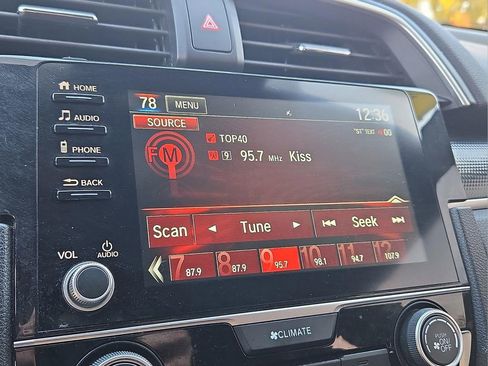 HOME
AUDIO
PHONE
BACK
VOL
AUDIO
78 MENU 12:36
SOURCE
TOP40
FM
[9] 95.7 MHz Kiss
Scan Tune Seek
7 87.9
8 87.9
9 95.7
10 98.1
11 94.7
12 107.9
CLIMATE
PUSH ON/OFF